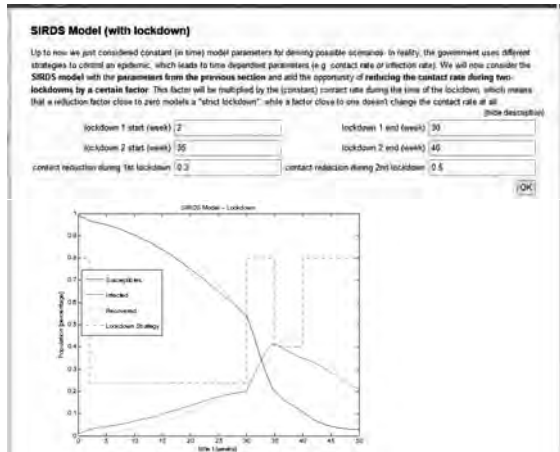 SIRDS Model (with lockdown)
Up to now we just considered constant (in time) model parameters for deriving possible scenarios. In reality, the government uses different
strategies to control an epidemic, which leads to time dependent parameters (e.g. contact rate or infection rate). We will now consider the
SIRDS model with the parameters from the previous section and add the opportunity of reducing the contact rate during two-
lockdowns by a certain factor. This factor will be multiplied by the (constant) contact rate during the time of the lockdown, which means
that a reduction factor close to zero models a "strict lockdown" while a factor close to one doesn't change the contact rate at all.
[hide description]
lockdown 1 start (week) 2 lockdown 1 end (week) 30
lockdown 2 start (week) 35 lockdown 2 end (week) 40
contact reduction during 1st lockdown 0.3 contact reduction during 2nd lockdown 0.5
[OK]
SIRDS Model – Lockdown
1
0.9
0.8
0.7
0.6
0.5
0.4
0.3
0.2
0.1
0
Population [percentage]
Susceptibles
Infected
Recovered
Lockdown Strategy
0 5 10 15 20 25 30 35 40 45 50
time t [weeks]